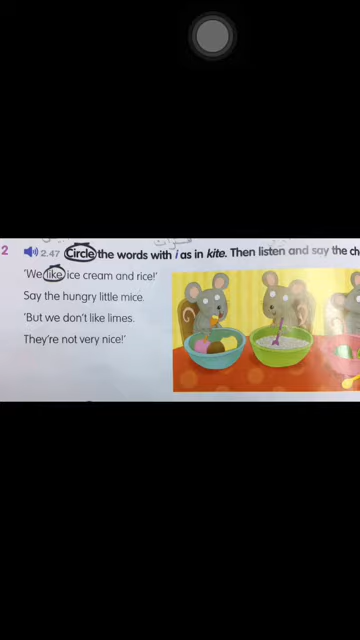 2 2.47 Circle the words with i as in kite. Then listen and say the ch
'We like ice cream and rice!'
Say the hungry little mice.
'But we don't like limes.
They're not very nice!'